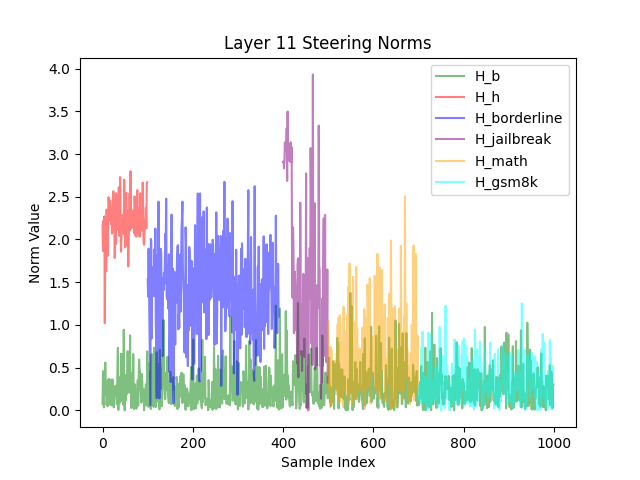 Layer 11 Steering Norms
H_b
H_h
H_borderline
H_jailbreak
H_math
H_gsm8k
Norm Value
4.0
3.5
3.0
2.5
2.0
1.5
1.0
0.5
0.0
0
200
400
600
800
1000
Sample Index